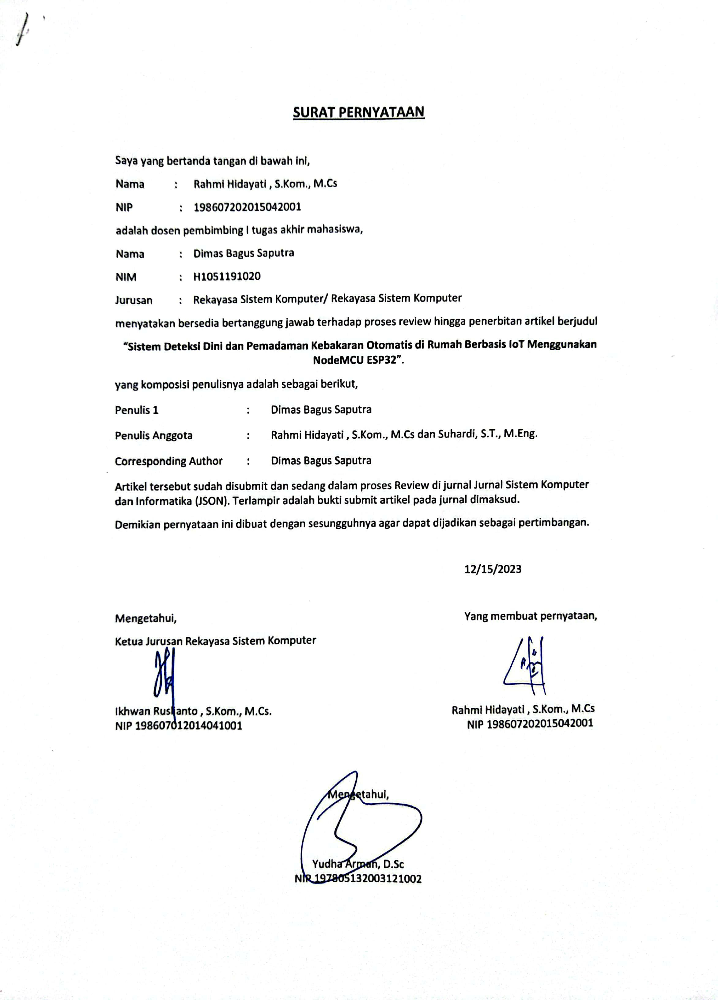 SURAT PERNYATAAN
Saya yang bertanda tangan di bawah ini,
Nama : Rahmi Hidayati , S.Kom., M.Cs
NIP : 198607202015042001
adalah dosen pembimbing I tugas akhir mahasiswa,
Nama : Dimas Bagus Saputra
NIM : H1051191020
Jurusan : Rekayasa Sistem Komputer/ Rekayasa Sistem Komputer
menyatakan bersedia bertanggung jawab terhadap proses review hingga penerbitan artikel berjudul
“Sistem Deteksi Dini dan Pemadaman Kebakaran Otomatis di Rumah Berbasis IoT Menggunakan
NodeMCU ESP32”.
yang komposisi penulisnya adalah sebagai berikut,
Penulis 1 : Dimas Bagus Saputra
Penulis Anggota : Rahmi Hidayati , S.Kom., M.Cs dan Suhardi, S.T., M.Eng.
Corresponding Author : Dimas Bagus Saputra
Artikel tersebut sudah disubmit dan sedang dalam proses Review di jurnal Jurnal Sistem Komputer
dan Informatika (JSON). Terlampir adalah bukti submit artikel pada jurnal dimaksud.
Demikian pernyataan ini dibuat dengan sesungguhnya agar dapat dijadikan sebagai pertimbangan.
12/15/2023
Mengetahui,
Ketua Jurusan Rekayasa Sistem Komputer
Ikhwan Ruslianto , S.Kom., M.Cs.
NIP 198607012014041001
Yang membuat pernyataan,
Rahmi Hidayati , S.Kom., M.Cs
NIP 198607202015042001
Mengetahui,
Yudha Arman, D.Sc
NIP 197805132003121002